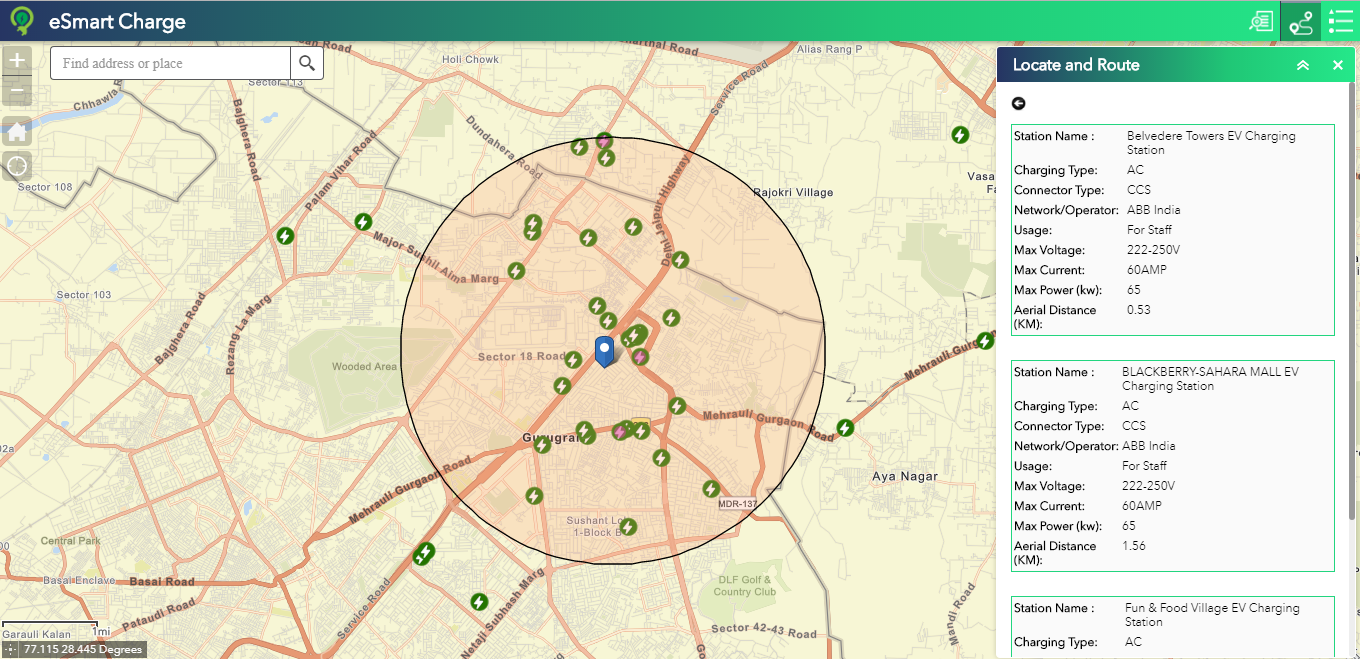 eSmart Charge
Find address or place
Locate and Route
Station Name : Belvedere Towers EV Charging
Station
Charging Type: AC
Connector Type: CCS
Network/Operator: ABB India
Usage: For Staff
Max Voltage: 222-250V
Max Current: 60AMP
Max Power (kw): 65
Aerial Distance 0.53
(KM):
Station Name : BLACKBERRY-SAHARA MALL EV
Charging Station
Charging Type: AC
Connector Type: CCS
Network/Operator: ABB India
Usage: For Staff
Max Voltage: 222-250V
Max Current: 60AMP
Max Power (kw): 65
Aerial Distance 1.56
(KM):
Station Name : Fun & Food Village EV Charging
Station
Charging Type: AC
Road
Road
Alias Rang P
Holi Chowk
Sector 113
Service Road
Chhawla
Bajghera Road
Dundahera Road
Palam Vihar Road
Delhi Jaipur Highway
Vasa
Sector 108
Rajokri Village
Major Sushil Aima Marg
Sector 103
Bajghera Road
Rezang La Marg
Wooded Area
Sector 18 Road
Mehrauli Gurg
Mehrauli Gurgaon Road
Mehrauli Gurgaon Road
Aya Nagar
MDR-137
Sushant Lo
1-Block B
Central Park
Basai Enclave
Basai Road
Pataudi Road
Service Road
Netaji Subhash Marg
DLF Golf &
Country Club
Sector 42-43 Road
Mandi Road
Garauli Kalan
1mi
77.115 28.445 Degrees